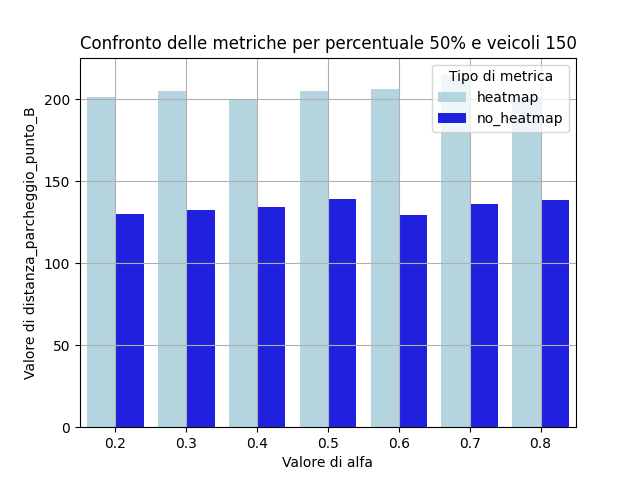 Confronto delle metriche per percentuale 50% e veicoli 150
Tipo di metrica
heatmap
no_heatmap
Valore di distanza_parcheggio_punto_B
200
150
100
50
0
0.2 0.3 0.4 0.5 0.6 0.7 0.8
Valore di alfa